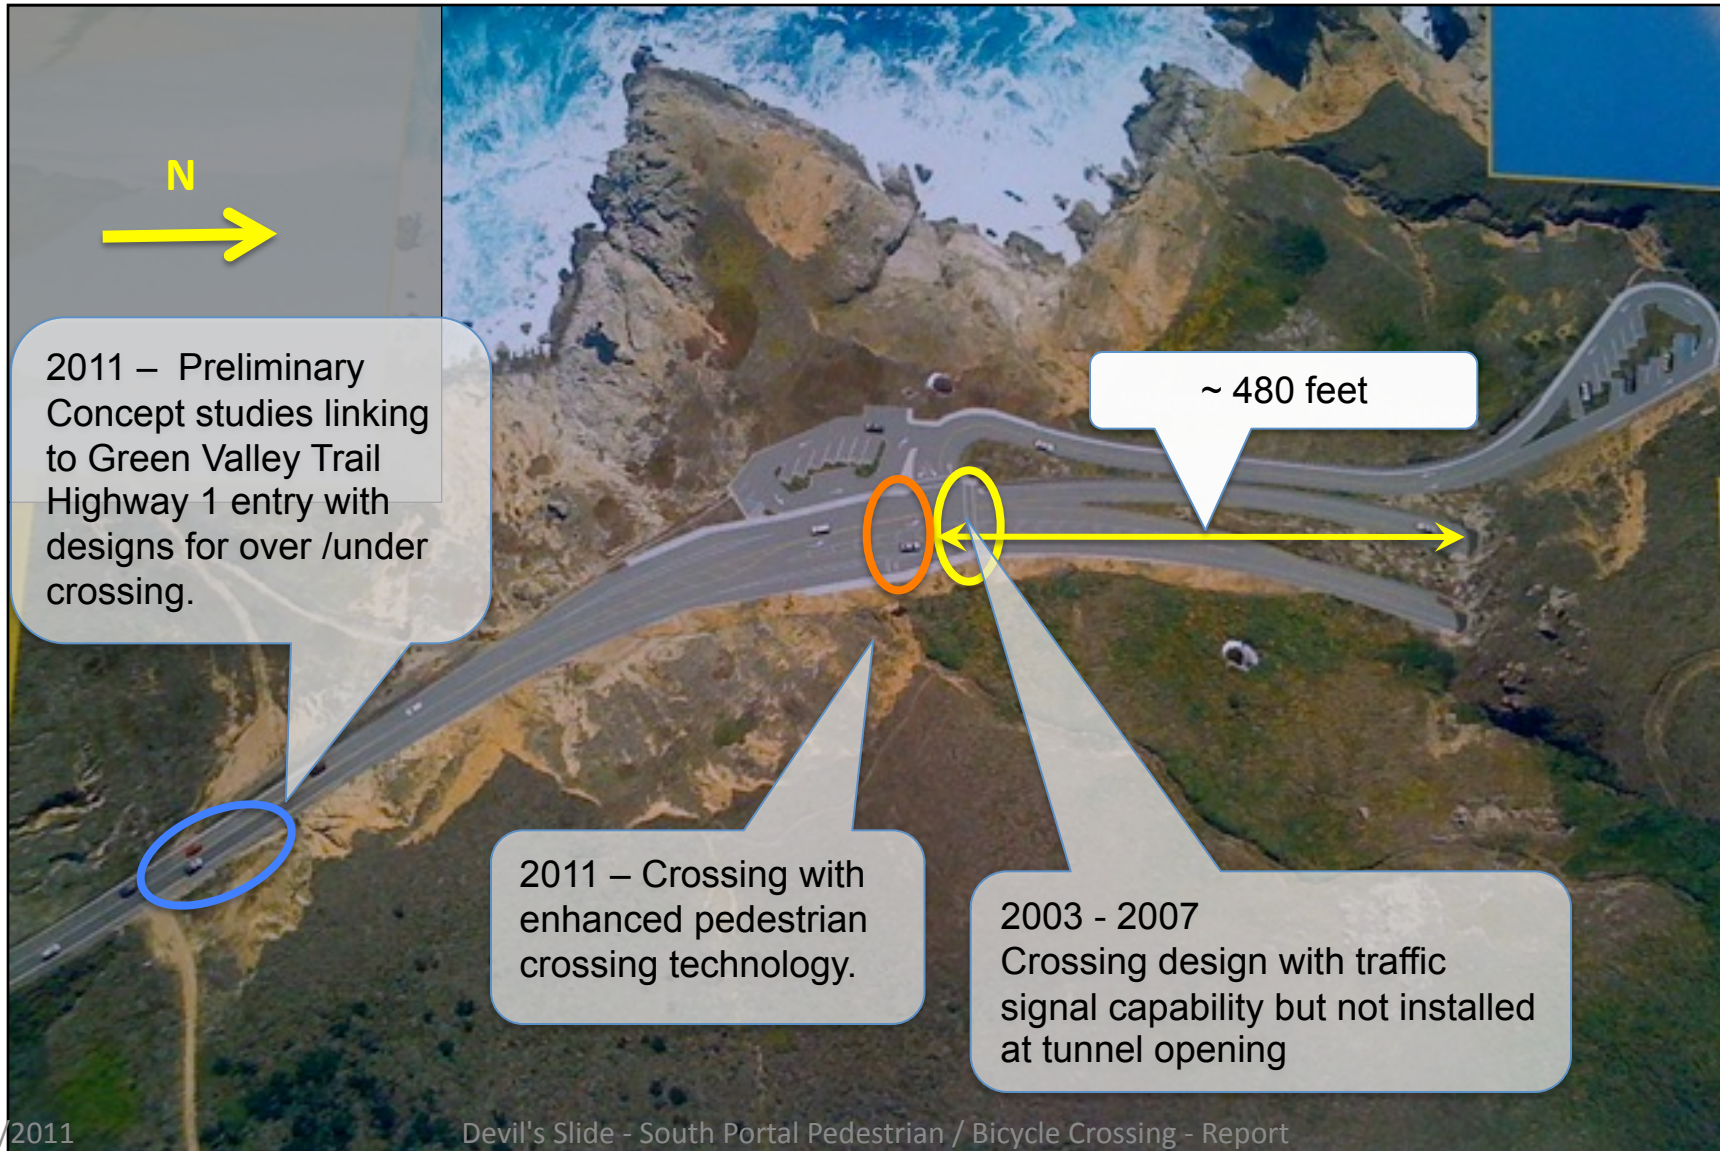 N
2011 –  Preliminary
Concept studies linking
to Green Valley Trail
Highway 1 entry with
designs for over /under
crossing.
~ 480 feet
2011 – Crossing with
enhanced pedestrian
crossing technology.
2003 - 2007
Crossing design with traffic
signal capability but not installed
at tunnel opening
/2011
Devil's Slide - South Portal Pedestrian / Bicycle Crossing - Report